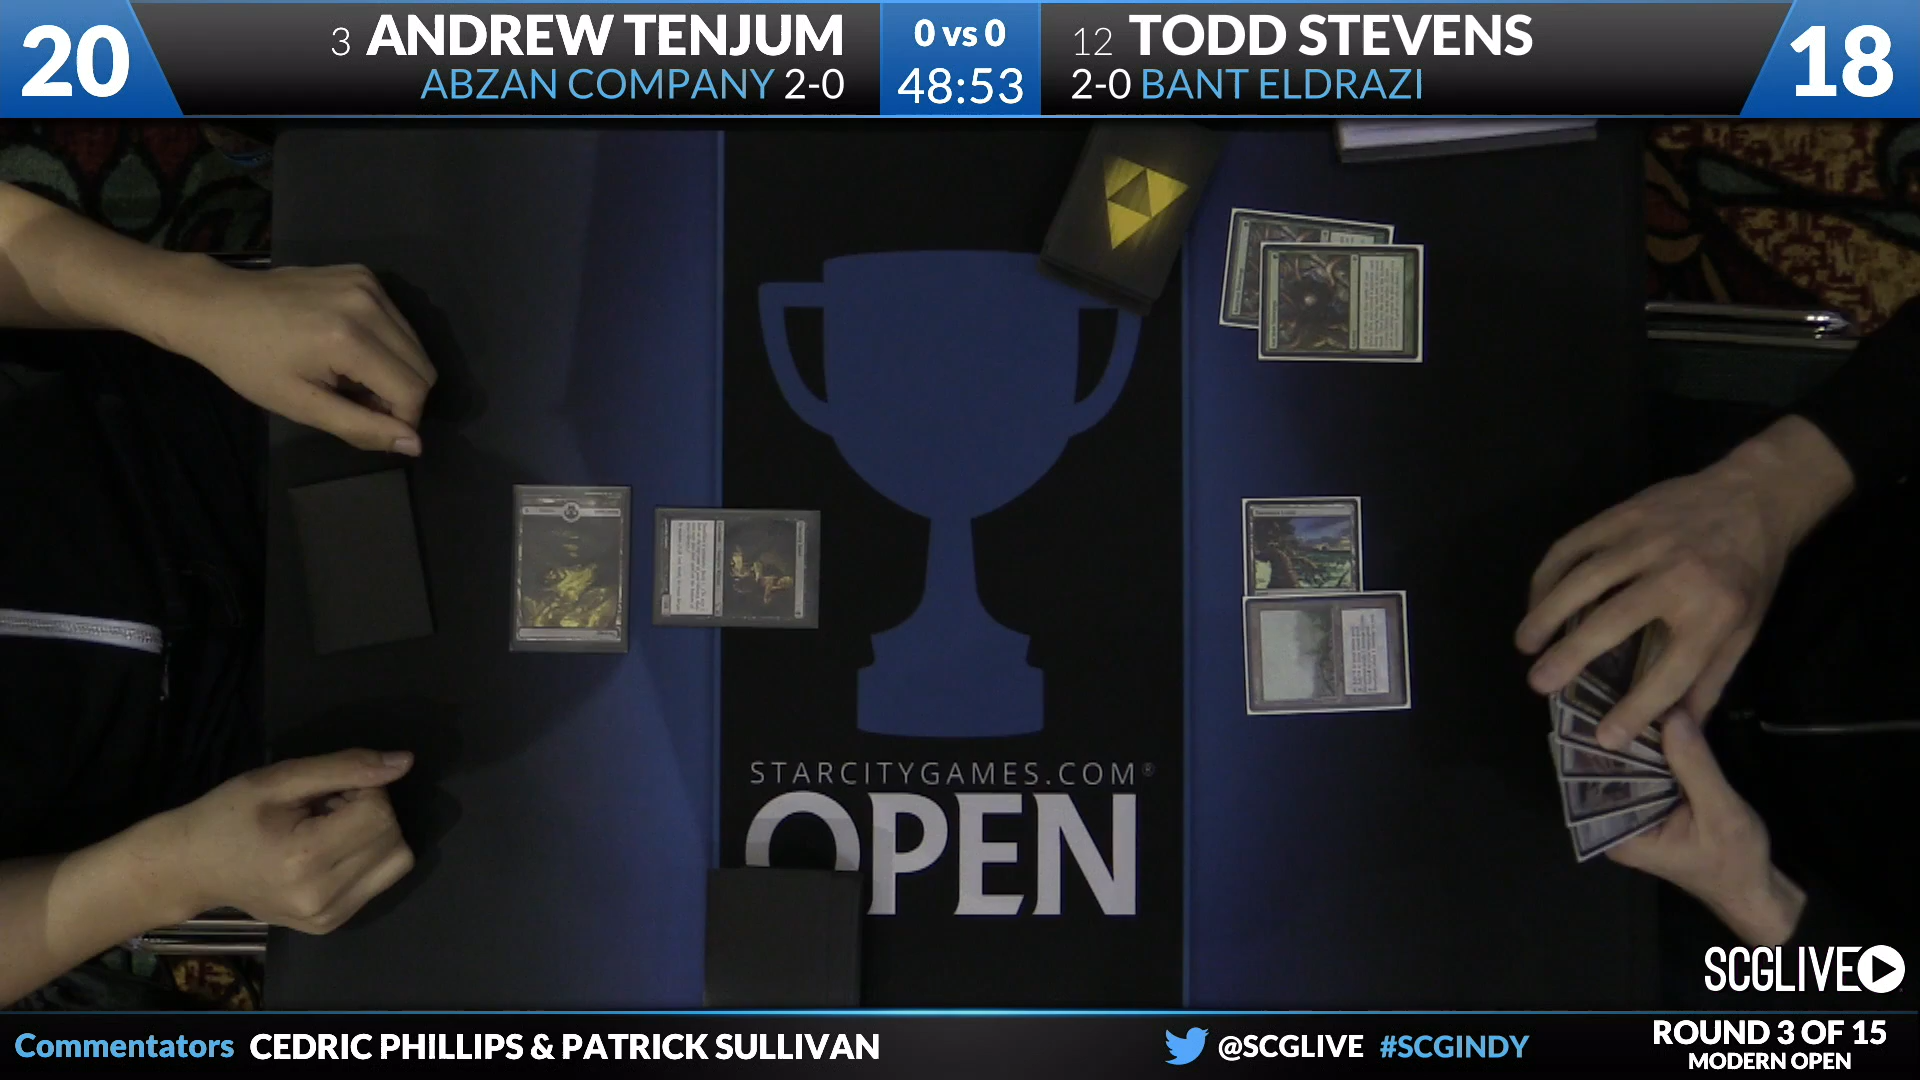 20
3 ANDREW TENJUM
ABZAN COMPANY 2-0
0 vs 0
48:53
12 TODD STEVENS
2-0 BANT ELDRAZI
18
STARCITYGAMES.COM®
OPEN
SCGLIVE
Commentators CEDRIC PHILLIPS & PATRICK SULLIVAN
@SCGLIVE #SCGINDY
ROUND 3 OF 15
MODERN OPEN